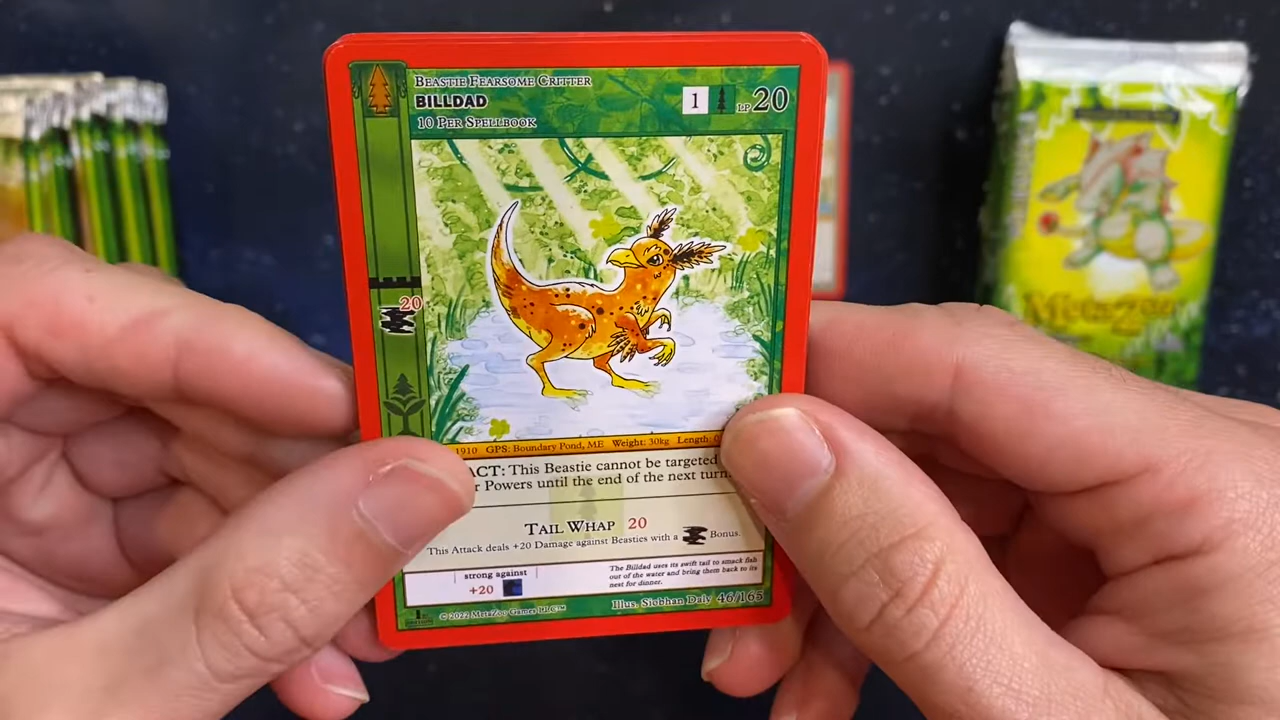 BEASTIE FEARSOME CRITTER
BILLDAD
1 LP 20
10 PER SPELLBOOK
20
1910 GPS: Boundary Pond, ME Weight: 30kg Length:
ACT: This Beastie cannot be targeted
Powers until the end of the next turn
TAIL WHAP 20
This Attack deals +20 Damage against Beasties with a Bonus.
strong against
+20
The Billdad uses its swift tail to smack fish
out of the water and bring them back to its
nest for dinner.
© 2022 MetaZoo Games LLC™
Illus. Siobhan Daly 46/165
MetaZoo